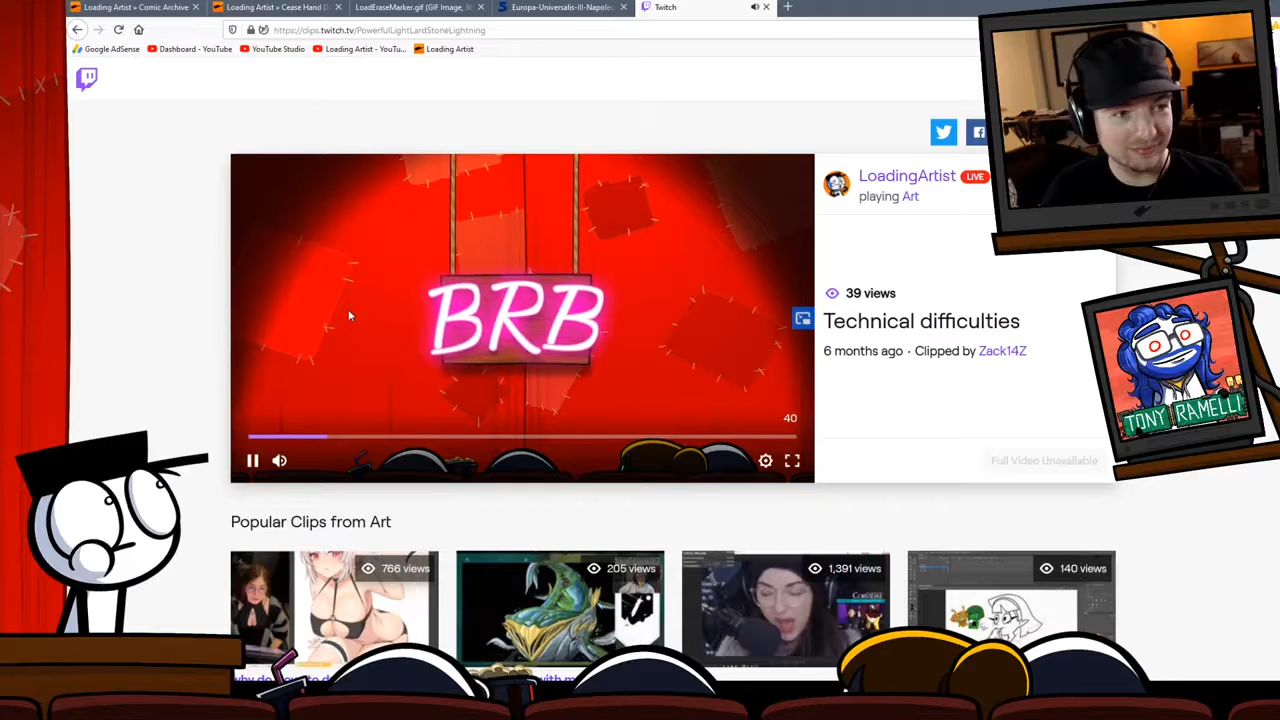 Loading Artist » Comic Archive
Loading Artist » Cease Hand D
LoadEraseMarker.gif (GIF Image, 36
Europa-Universalis-III-Napoleo
Twitch
https://clips.twitch.tv/PowerfulLightLardStoneLightning
Google AdSense
Dashboard - YouTube
YouTube Studio
Loading Artist - YouTu...
Loading Artist
LoadingArtist LIVE
playing Art
BRB
39 views
Technical difficulties
6 months ago · Clipped by Zack14Z
40
Full Video Unavailable
TONY RAMELLI
Popular Clips from Art
766 views
205 views
1,391 views
140 views